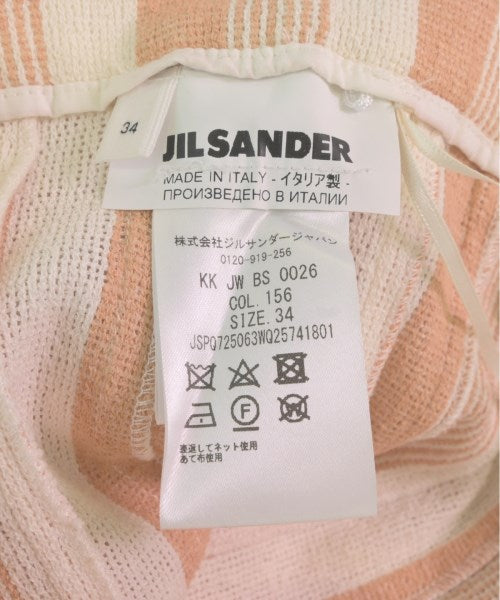 34
JIL SANDER
MADE IN ITALY - イタリア製 -
ПРОИЗВЕДЕНО В ИТАЛИИ
株式会社ジルサンダージャパン
0120-919-256
KK JW BS 0026
COL. 156
SIZE. 34
JSPQ725063WQ25741801
F
W
裏返してネット使用
あて布使用